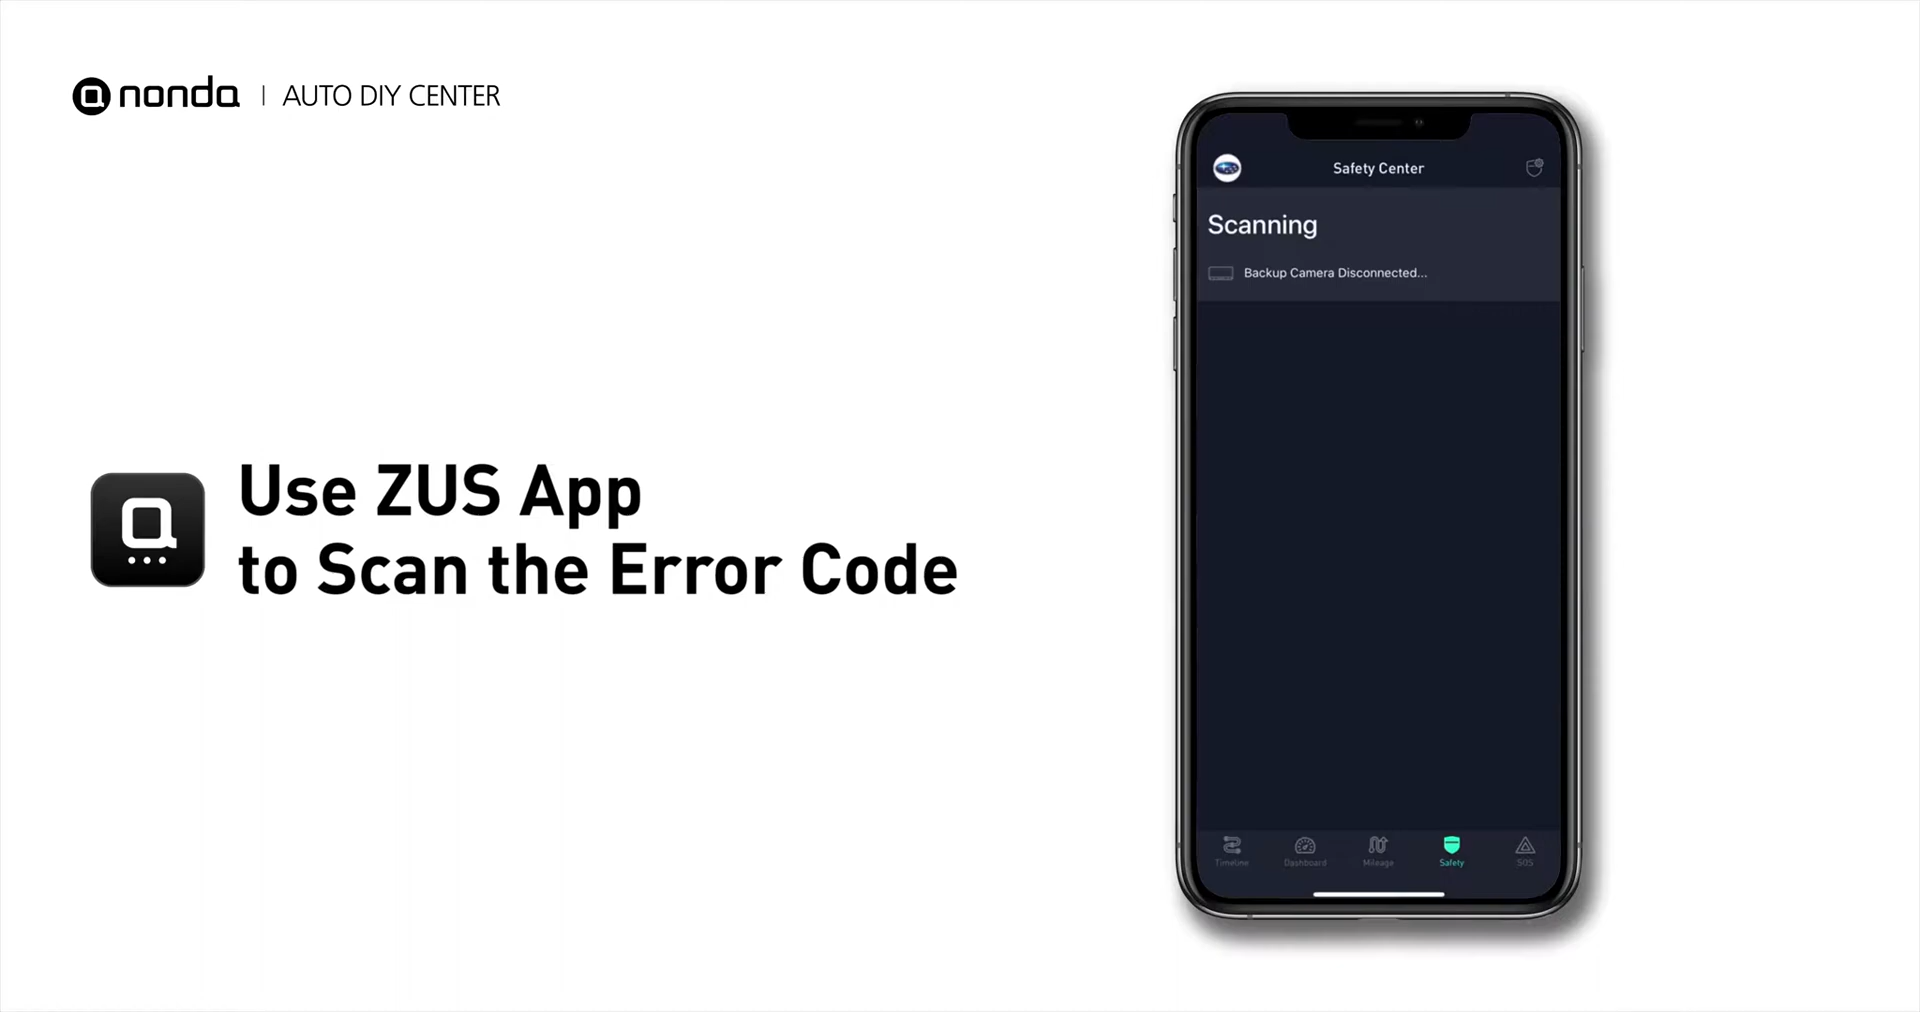 nonda | AUTO DIY CENTER
Use ZUS App
to Scan the Error Code
Safety Center
Scanning
Backup Camera Disconnected...
Timeline
Dashboard
Mileage
Safety
SOS